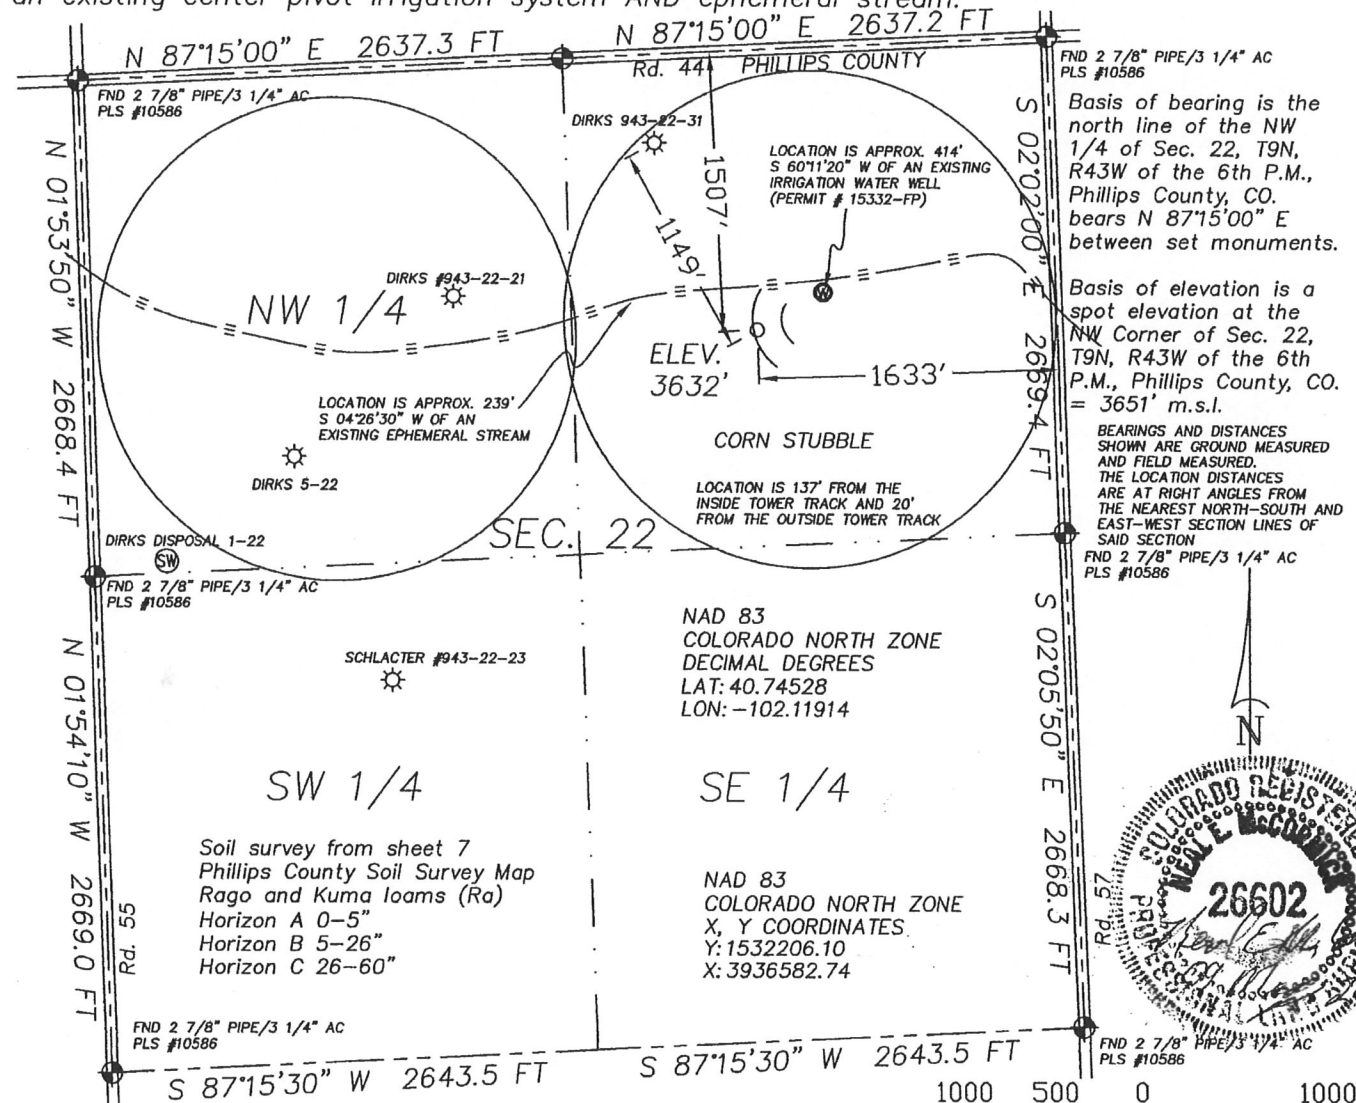 an existing center pivot irrigation system AND ephemeral stream.
N 87°15'00" E 2637.3 FT
N 87°15'00" E 2637.2 FT
Rd. 44
PHILLIPS COUNTY
FND 2 7/8" PIPE/3 1/4" AC
PLS #10586
FND 2 7/8" PIPE/3 1/4" AC
PLS #10586
N 01°53'50" W 2668.4 FT
DIRKS 943-22-31
1507'
1149'
LOCATION IS APPROX. 414'
S 60°11'20" W OF AN EXISTING
IRRIGATION WATER WELL
(PERMIT # 15332-FP)
S 02°02'00" E 2669.4 FT
Basis of bearing is the
north line of the NW
1/4 of Sec. 22, T9N,
R43W of the 6th P.M.,
Phillips County, CO.
bears N 87°15'00" E
between set monuments.
DIRKS #943-22-21
NW 1/4
W
ELEV.
3632'
1633'
Basis of elevation is a
spot elevation at the
NW Corner of Sec. 22,
T9N, R43W of the 6th
P.M., Phillips County, CO.
= 3651' m.s.l.
LOCATION IS APPROX. 239'
S 04°26'30" W OF AN
EXISTING EPHEMERAL STREAM
CORN STUBBLE
BEARINGS AND DISTANCES
SHOWN ARE GROUND MEASURED
AND FIELD MEASURED.
THE LOCATION DISTANCES
ARE AT RIGHT ANGLES FROM
THE NEAREST NORTH-SOUTH AND
EAST-WEST SECTION LINES OF
SAID SECTION
DIRKS 5-22
LOCATION IS 137' FROM THE
INSIDE TOWER TRACK AND 20'
FROM THE OUTSIDE TOWER TRACK
SEC. 22
DIRKS DISPOSAL 1-22
SW
FND 2 7/8" PIPE/3 1/4" AC
PLS #10586
FND 2 7/8" PIPE/3 1/4" AC
PLS #10586
N 01°54'10" W 2669.0 FT
SCHLACTER #943-22-23
NAD 83
COLORADO NORTH ZONE
DECIMAL DEGREES
LAT: 40.74528
LON: -102.11914
S 02°05'50" E 2668.3 FT
N
SW 1/4
SE 1/4
Soil survey from sheet 7
Phillips County Soil Survey Map
Rago and Kuma loams (Ra)
Horizon A 0-5"
Horizon B 5-26"
Horizon C 26-60"
NAD 83
COLORADO NORTH ZONE
X, Y COORDINATES
Y: 1532206.10
X: 3936582.74
Rd. 55
Rd. 57
COLORADO REGISTERED
NEAL E. McCORMICK
26602
PROFESSIONAL LAND
FND 2 7/8" PIPE/3 1/4" AC
PLS #10586
FND 2 7/8" PIPE/3 1/4" AC
PLS #10586
S 87°15'30" W 2643.5 FT
S 87°15'30" W 2643.5 FT
1000 500 0 1000